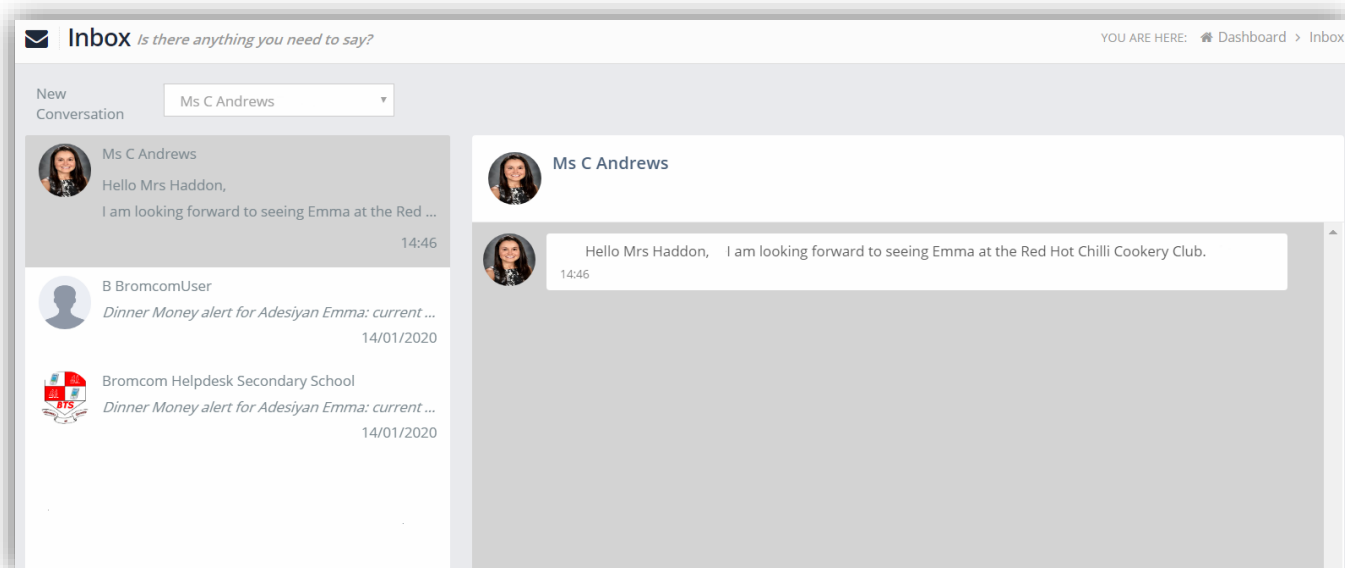 Inbox Is there anything you need to say?
YOU ARE HERE: Dashboard > Inbox
New
Conversation
Ms C Andrews
Ms C Andrews
Hello Mrs Haddon,
I am looking forward to seeing Emma at the Red ...
14:46
B BromcomUser
Dinner Money alert for Adesiyan Emma: current ...
14/01/2020
Bromcom Helpdesk Secondary School
Dinner Money alert for Adesiyan Emma: current ...
14/01/2020
BTS
Ms C Andrews
Hello Mrs Haddon, I am looking forward to seeing Emma at the Red Hot Chilli Cookery Club.
14:46